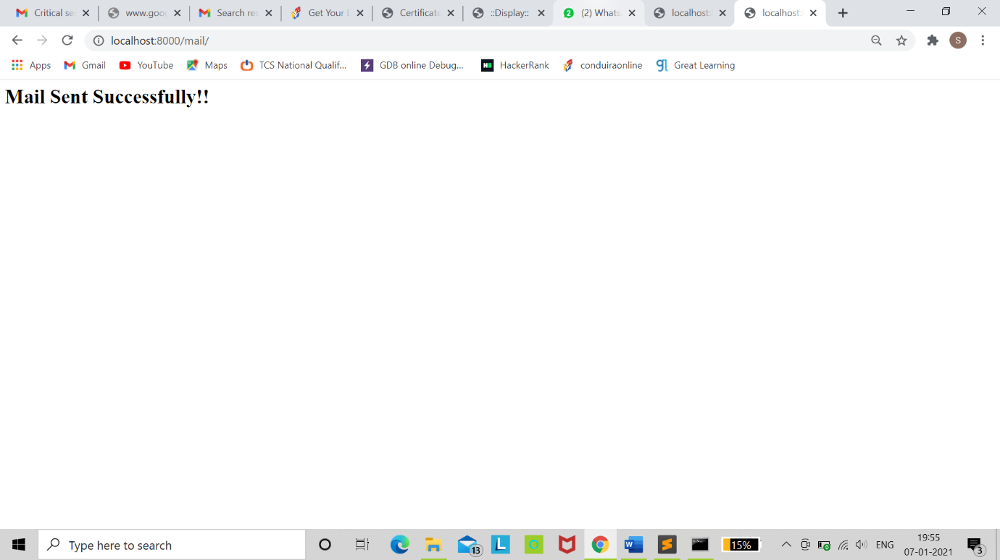 Critical se
www.goo
Search res
Get Your D
Certificate
::Display::
(2) Whats
localhost:
localhost:
localhost:8000/mail/
S
Apps
Gmail
YouTube
Maps
TCS National Qualif...
GDB online Debug...
HackerRank
conduiraonline
Great Learning
Mail Sent Successfully!!
Type here to search
13
15%
ENG
19:55
07-01-2021
3